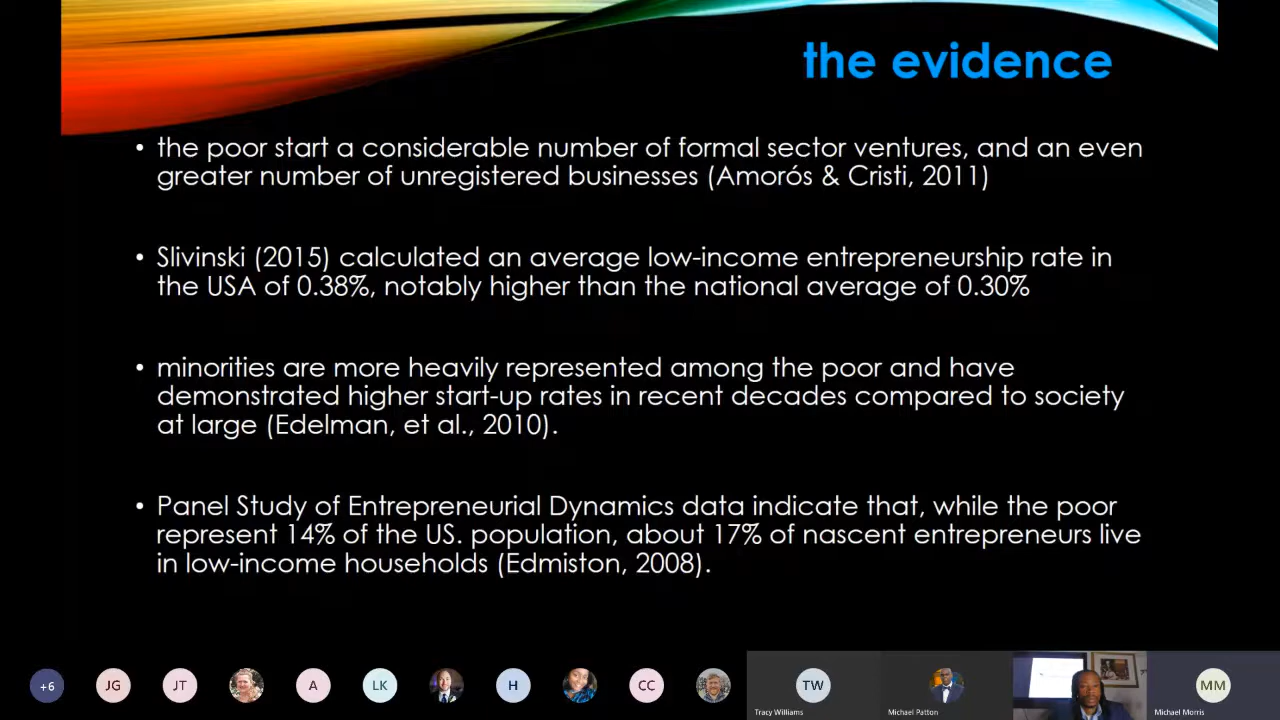 the evidence
• the poor start a considerable number of formal sector ventures, and an even
greater number of unregistered businesses (Amorós & Cristi, 2011)
• Slivinski (2015) calculated an average low-income entrepreneurship rate in
the USA of 0.38%, notably higher than the national average of 0.30%
• minorities are more heavily represented among the poor and have
demonstrated higher start-up rates in recent decades compared to society
at large (Edelman, et al., 2010).
• Panel Study of Entrepreneurial Dynamics data indicate that, while the poor
represent 14% of the US. population, about 17% of nascent entrepreneurs live
in low-income households (Edmiston, 2008).
+6 JG JT A LK H CC TW MM
Tracy Williams Michael Patton Michael Morris